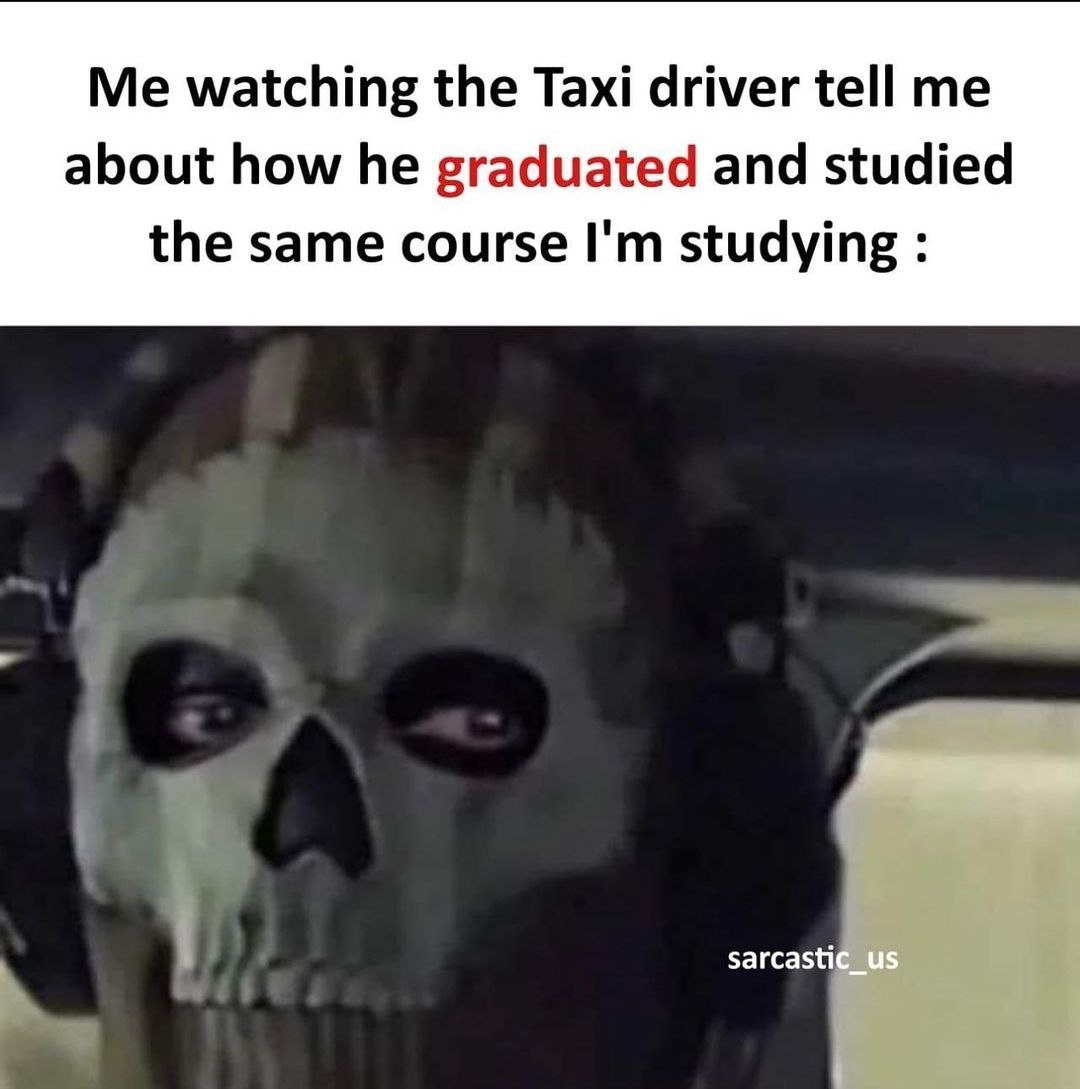 Me watching the Taxi driver tell me
about how he graduated and studied
the same course I'm studying :
sarcastic_us